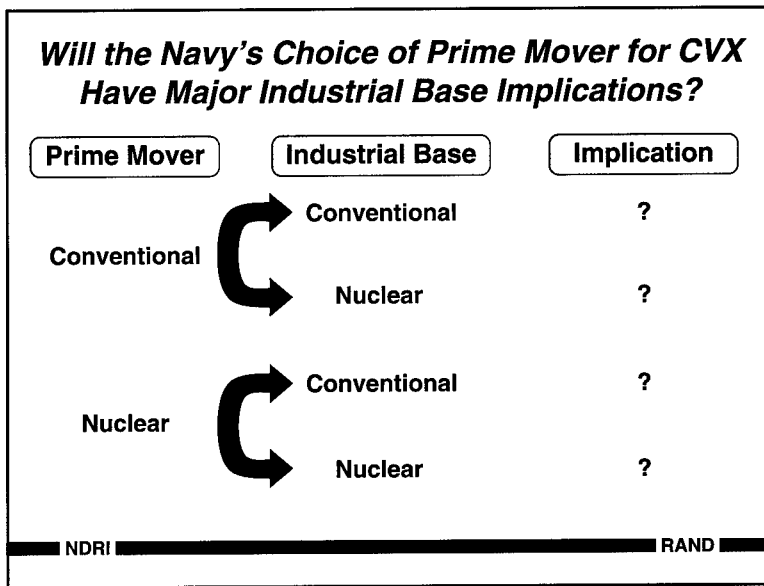 Will the Navy's Choice of Prime Mover for CVX
Have Major Industrial Base Implications?
Prime Mover Industrial Base Implication
Conventional ?
Conventional
Nuclear ?
Conventional ?
Nuclear
Nuclear ?
NDRI RAND